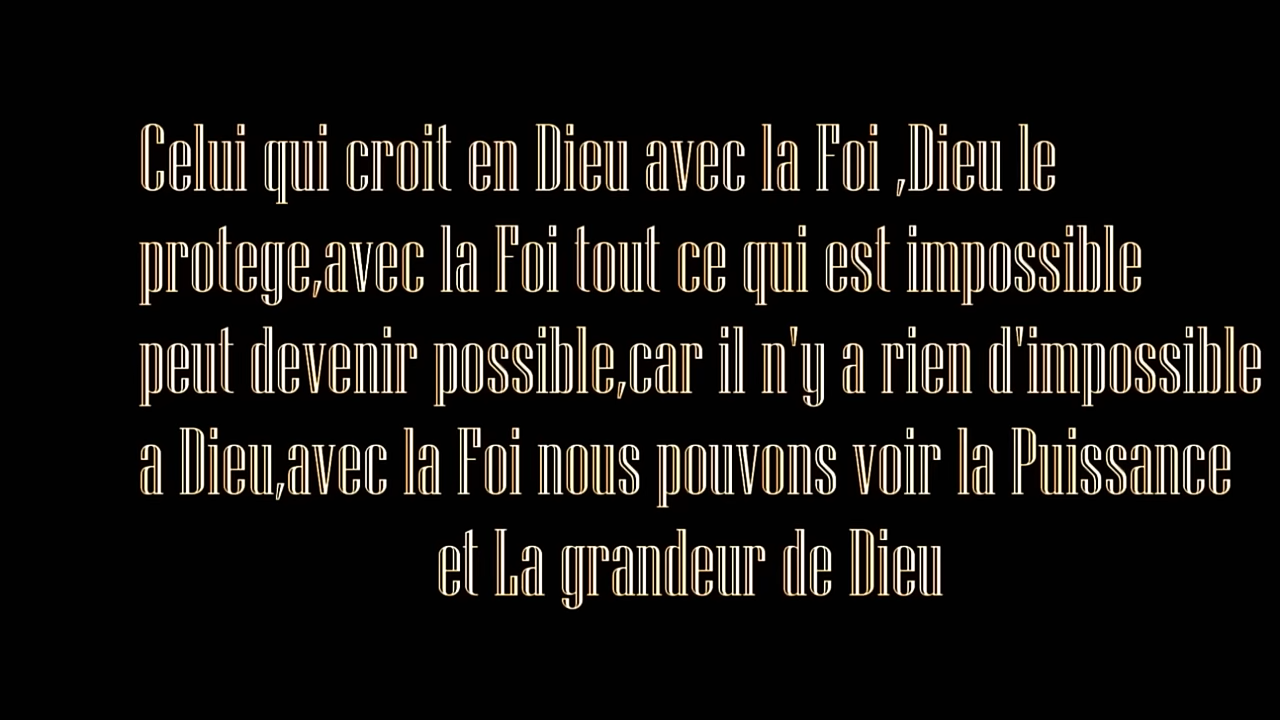 Celui qui croit en Dieu avec la Foi ,Dieu le
protege,avec la Foi tout ce qui est impossible
peut devenir possible,car il n'y a rien d'impossible
a Dieu,avec la Foi nous pouvons voir la Puissance
et La grandeur de Dieu